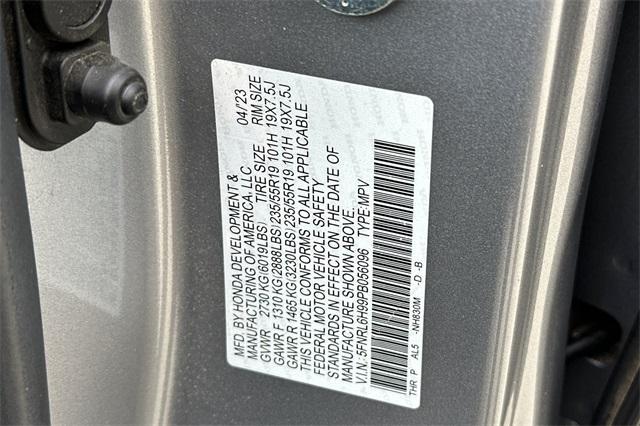 MFD. BY HONDA DEVELOPMENT &
MANUFACTURING OF AMERICA, LLC 04/'23
GVWR 2730 KG(6019LBS) TIRE SIZE RIM SIZE
GAWR F 1310 KG(2888LBS) 235/55R19 101H 19X7.5J
GAWR R 1465 KG(3230LBS) 235/55R19 101H 19X7.5J
THIS VEHICLE CONFORMS TO ALL APPLICABLE
FEDERAL MOTOR VEHICLE SAFETY
STANDARDS IN EFFECT ON THE DATE OF
MANUFACTURE SHOWN ABOVE.
V.I.N.: 5FNRL6H99PB056096 TYPE:MPV
THR P AL5 -NH830M -D -B